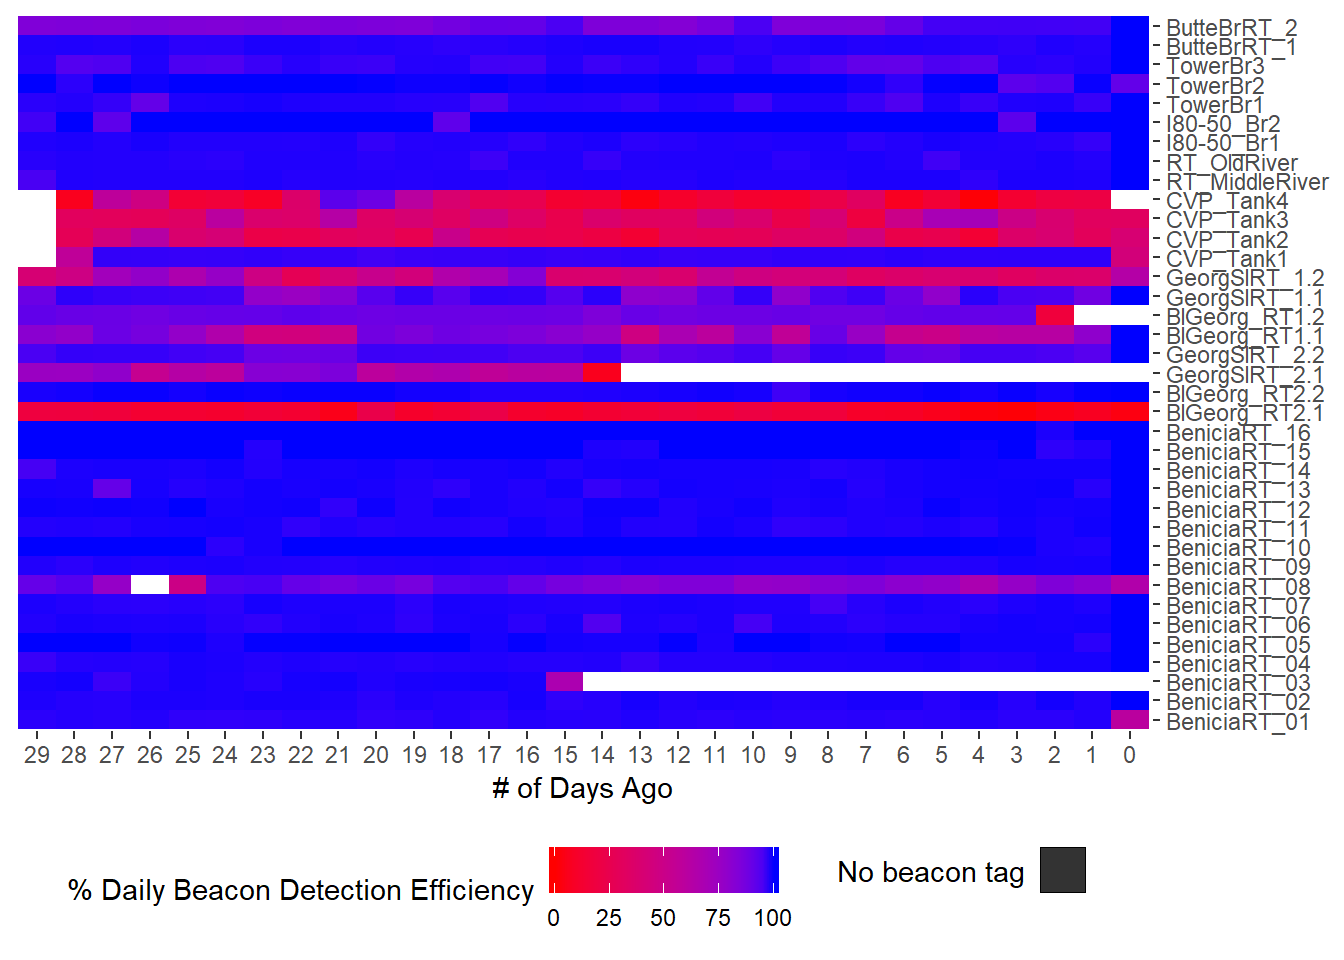 ButteBrRT_2
ButteBrRT_1
TowerBr3
TowerBr2
TowerBr1
I80-50_Br2
I80-50_Br1
RT_OldRiver
RT_MiddleRiver
CVP_Tank4
CVP_Tank3
CVP_Tank2
CVP_Tank1
GeorgSlRT_1.2
GeorgSlRT_1.1
BlGeorg_RT1.2
BlGeorg_RT1.1
GeorgSlRT_2.2
GeorgSlRT_2.1
BlGeorg_RT2.2
BlGeorg_RT2.1
BeniciaRT_16
BeniciaRT_15
BeniciaRT_14
BeniciaRT_13
BeniciaRT_12
BeniciaRT_11
BeniciaRT_10
BeniciaRT_09
BeniciaRT_08
BeniciaRT_07
BeniciaRT_06
BeniciaRT_05
BeniciaRT_04
BeniciaRT_03
BeniciaRT_02
BeniciaRT_01
29 28 27 26 25 24 23 22 21 20 19 18 17 16 15 14 13 12 11 10 9 8 7 6 5 4 3 2 1 0
# of Days Ago
% Daily Beacon Detection Efficiency
0 25 50 75 100
No beacon tag